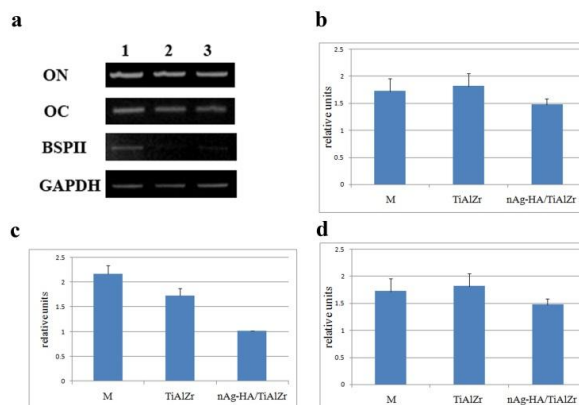 a
1 2 3
ON
OC
BSPII
GAPDH
b
relative units
2.5
2
1.5
1
0.5
0
M TiAlZr nAg-HA/TiAlZr
c
relative units
2.5
2
1.5
1
0.5
0
M TiAlZr nAg-HA/TiAlZr
d
relative units
2.5
2
1.5
1
0.5
0
M TiAlZr nAg-HA/TiAlZr